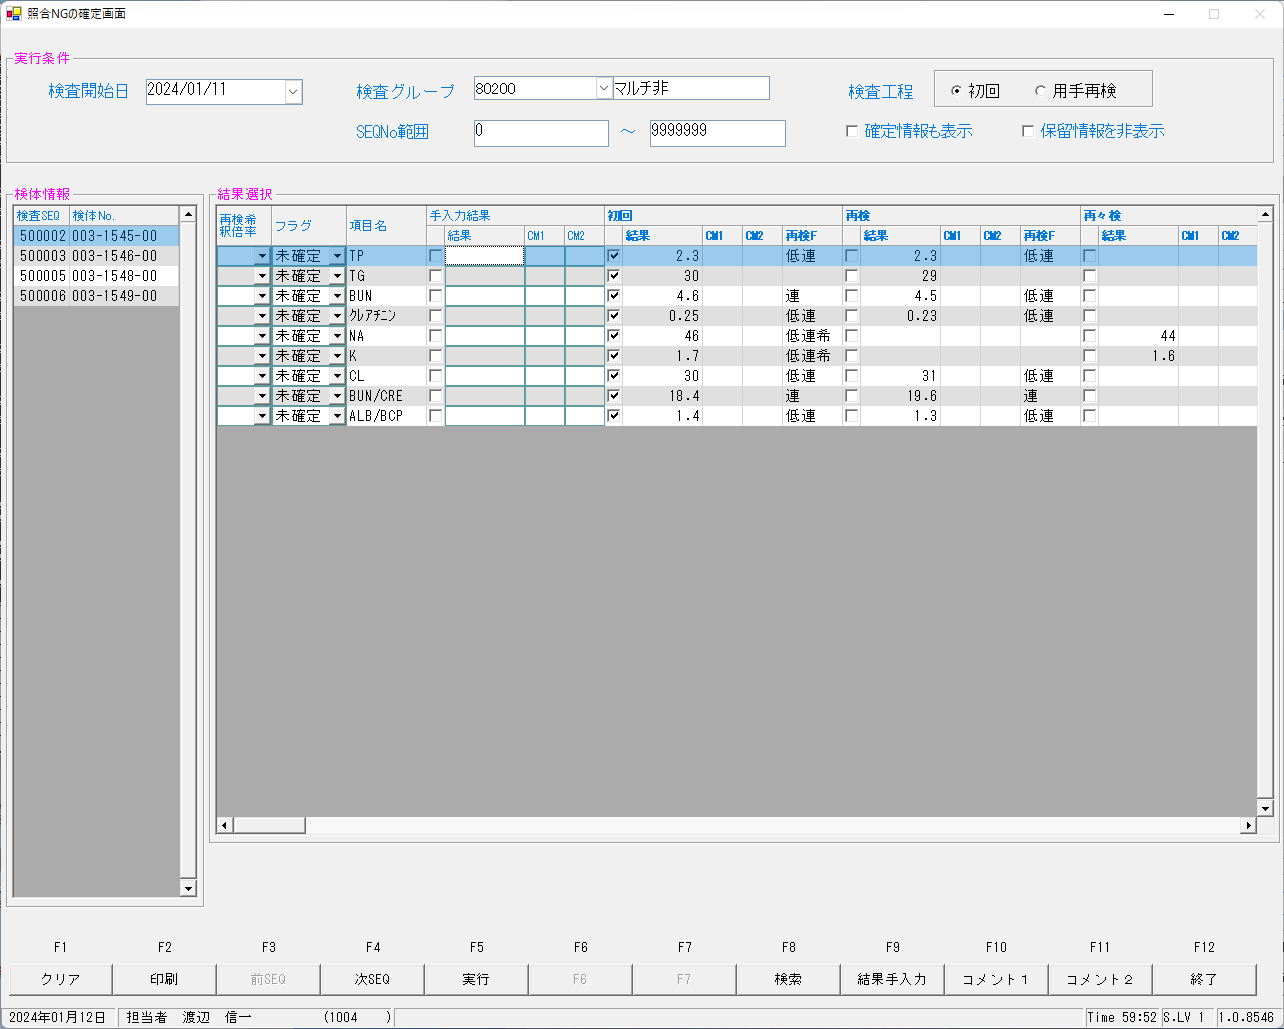 照合NGの確定画面
実行条件
検査開始日 2024/01/11 検査グループ 80200 マルチ非 検査工程 初回 用手再検
SEQNo範囲 0 ～ 9999999 確定情報も表示 保留情報を非表示
検体情報
検査SEQ 検体No.
500002 003-1545-00
500003 003-1546-00
500005 003-1548-00
500006 003-1549-00
結果選択
再検希釈倍率 フラグ 項目名 手入力結果 初回 再検 再々検
結果 CM1 CM2 結果 CM1 CM2 再検F 結果 CM1 CM2 再検F 結果 CM1 CM2
未確定 TP 2.3 低連 2.3 低連
未確定 TG 30 29
未確定 BUN 4.6 連 4.5 低連
未確定 ｸﾚｱﾁﾆﾝ 0.25 低連 0.23 低連
未確定 NA 46 低連希 44
未確定 K 1.7 低連希 1.6
未確定 CL 30 低連 31 低連
未確定 BUN/CRE 18.4 連 19.6 連
未確定 ALB/BCP 1.4 低連 1.3 低連
F1 F2 F3 F4 F5 F6 F7 F8 F9 F10 F11 F12
クリア 印刷 前SEQ 次SEQ 実行 F6 F7 検索 結果手入力 コメント１ コメント２ 終了
2024年01月12日 担当者 渡辺 信一 (1004 ) Time 59:52 S.LV 1 1.0.8546